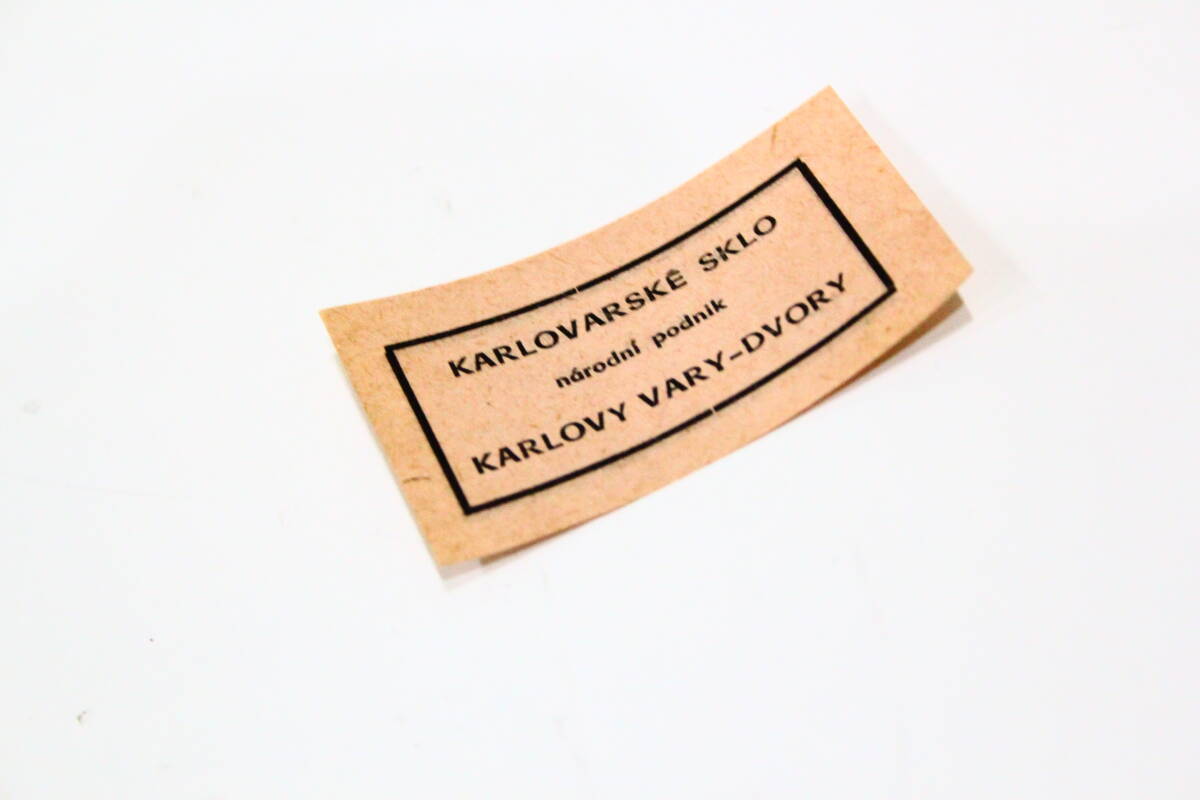 KARLOVARSKÉ SKLO
národní podnik
KARLOVY VARY-DVORY